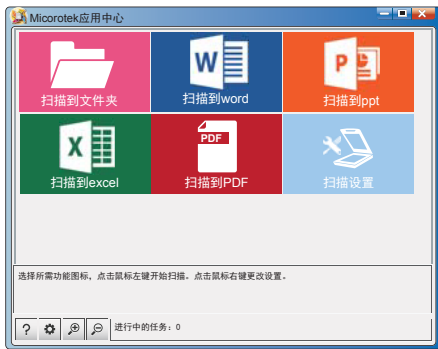 Micorotek应用中心
扫描到文件夹
W
扫描到word
P
扫描到ppt
X
扫描到excel
PDF
扫描到PDF
扫描设置
选择所需功能图标，点击鼠标左键开始扫描。点击鼠标右键更改设置。
? 进行中的任务：0